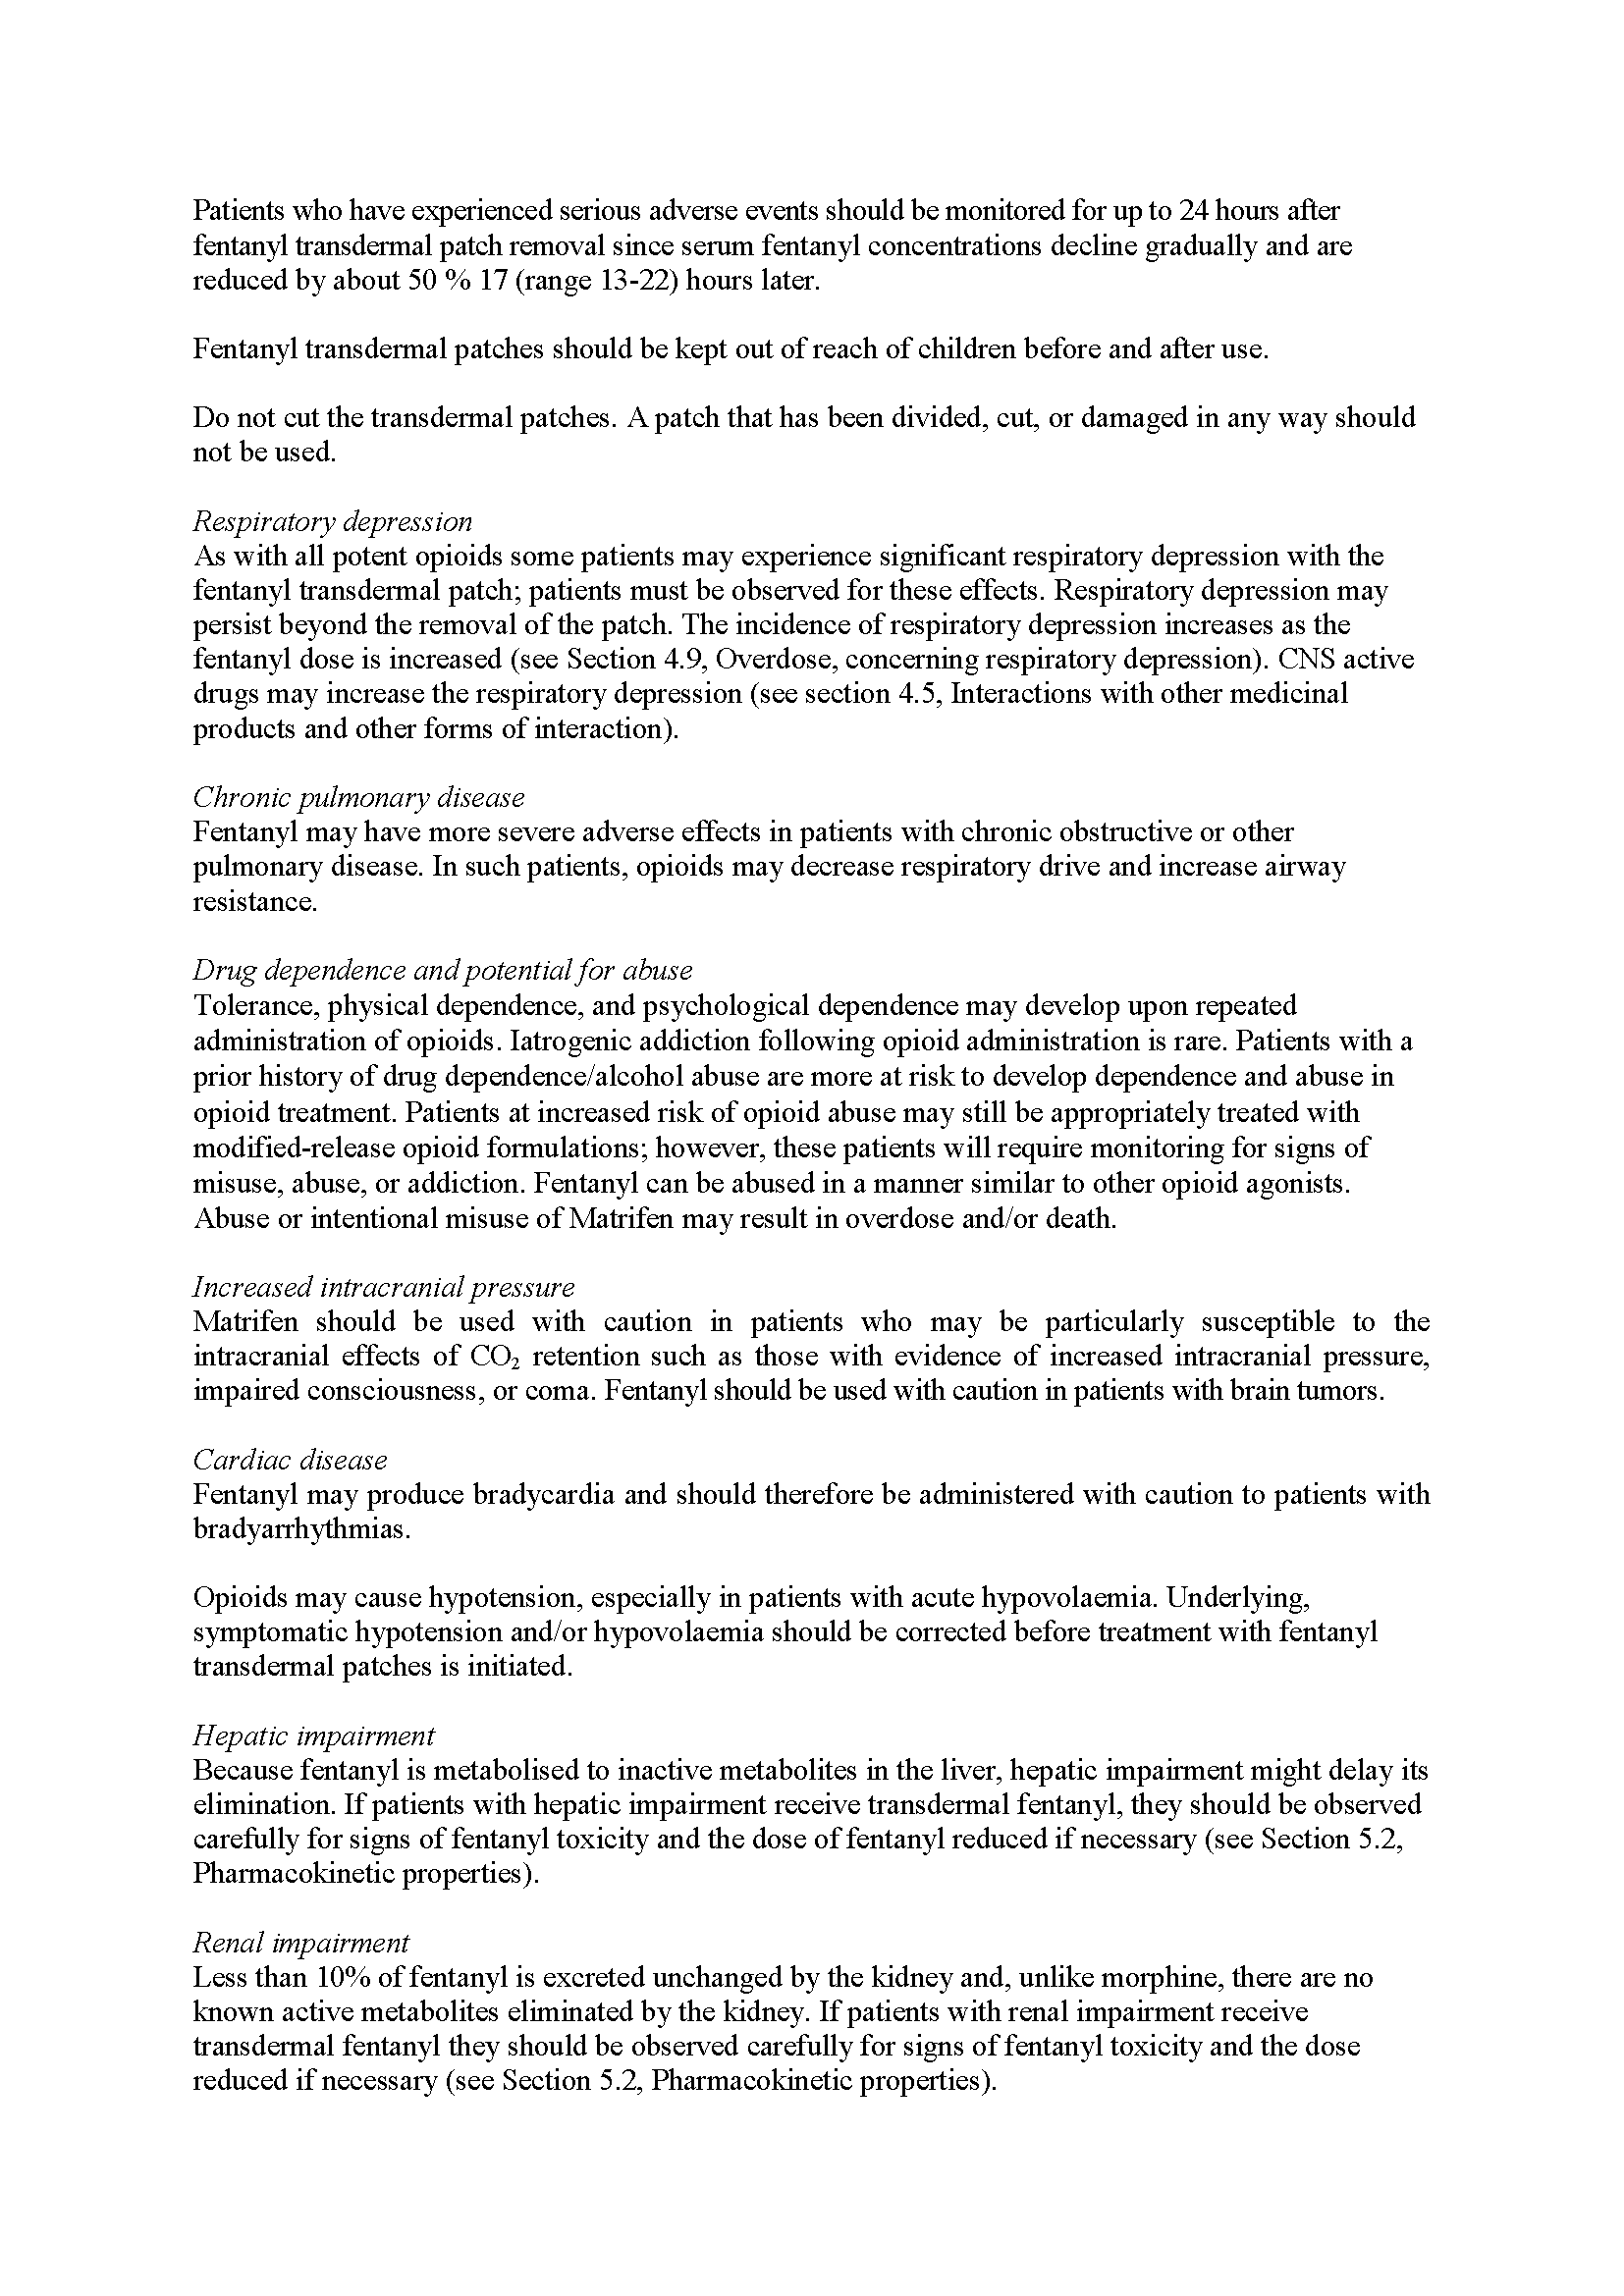 Patients who have experienced serious adverse events should be monitored for up to 24 hours after
fentanyl transdermal patch removal since serum fentanyl concentrations decline gradually and are
reduced by about 50 % 17 (range 13-22) hours later.
Fentanyl transdermal patches should be kept out of reach of children before and after use.
Do not cut the transdermal patches. A patch that has been divided, cut, or damaged in any way should
not be used.
Respiratory depression
As with all potent opioids some patients may experience significant respiratory depression with the
fentanyl transdermal patch; patients must be observed for these effects. Respiratory depression may
persist beyond the removal of the patch. The incidence of respiratory depression increases as the
fentanyl dose is increased (see Section 4.9, Overdose, concerning respiratory depression). CNS active
drugs may increase the respiratory depression (see section 4.5, Interactions with other medicinal
products and other forms of interaction).
Chronic pulmonary disease
Fentanyl may have more severe adverse effects in patients with chronic obstructive or other
pulmonary disease. In such patients, opioids may decrease respiratory drive and increase airway
resistance.
Drug dependence and potential for abuse
Tolerance, physical dependence, and psychological dependence may develop upon repeated
administration of opioids. Iatrogenic addiction following opioid administration is rare. Patients with a
prior history of drug dependence/alcohol abuse are more at risk to develop dependence and abuse in
opioid treatment. Patients at increased risk of opioid abuse may still be appropriately treated with
modified-release opioid formulations; however, these patients will require monitoring for signs of
misuse, abuse, or addiction. Fentanyl can be abused in a manner similar to other opioid agonists.
Abuse or intentional misuse of Matrifen may result in overdose and/or death.
Increased intracranial pressure
Matrifen should be used with caution in patients who may be particularly susceptible to the
intracranial effects of CO₂ retention such as those with evidence of increased intracranial pressure,
impaired consciousness, or coma. Fentanyl should be used with caution in patients with brain tumors.
Cardiac disease
Fentanyl may produce bradycardia and should therefore be administered with caution to patients with
bradyarrhythmias.
Opioids may cause hypotension, especially in patients with acute hypovolaemia. Underlying,
symptomatic hypotension and/or hypovolaemia should be corrected before treatment with fentanyl
transdermal patches is initiated.
Hepatic impairment
Because fentanyl is metabolised to inactive metabolites in the liver, hepatic impairment might delay its
elimination. If patients with hepatic impairment receive transdermal fentanyl, they should be observed
carefully for signs of fentanyl toxicity and the dose of fentanyl reduced if necessary (see Section 5.2,
Pharmacokinetic properties).
Renal impairment
Less than 10% of fentanyl is excreted unchanged by the kidney and, unlike morphine, there are no
known active metabolites eliminated by the kidney. If patients with renal impairment receive
transdermal fentanyl they should be observed carefully for signs of fentanyl toxicity and the dose
reduced if necessary (see Section 5.2, Pharmacokinetic properties).